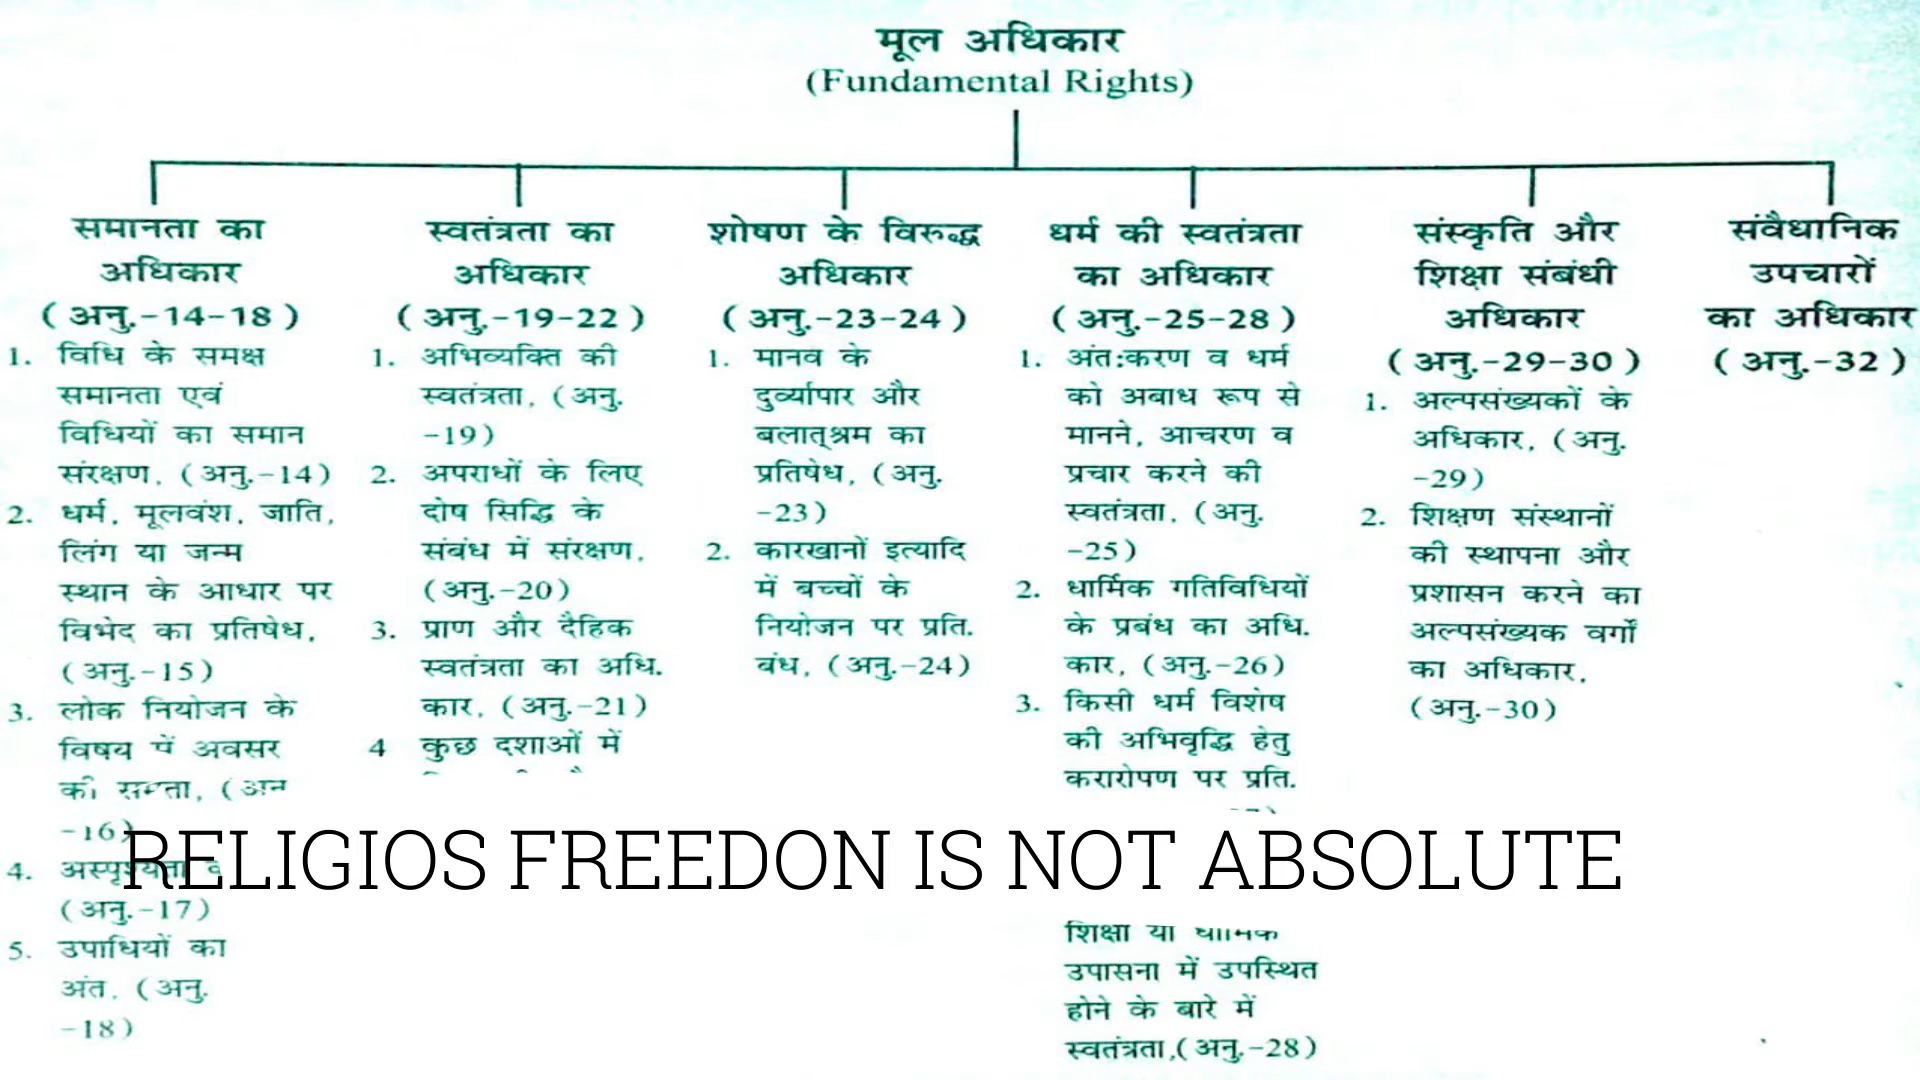 मूल अधिकार
(Fundamental Rights)
समानता का
अधिकार
(अनु.-14-18)
1. विधि के समक्ष
समानता एवं
विधियों का समान
संरक्षण, (अनु.-14)
2. धर्म, मूलवंश, जाति,
लिंग या जन्म
स्थान के आधार पर
विभेद का प्रतिषेध,
(अनु.-15)
3. लोक नियोजन के
विषय में अवसर
की समता, (अनु
-16)
4. अस्पृश्यता
(अनु.-17)
5. उपाधियों का
अंत, (अनु.
-18)
स्वतंत्रता का
अधिकार
(अनु.-19-22)
1. अभिव्यक्ति की
स्वतंत्रता, (अनु.
-19)
2. अपराधों के लिए
दोष सिद्धि के
संबंध में संरक्षण,
(अनु.-20)
3. प्राण और दैहिक
स्वतंत्रता का अधि.
कार, (अनु.-21)
4 कुछ दशाओं में
शोषण के विरुद्ध
अधिकार
(अनु.-23-24)
1. मानव के
दुर्व्यापार और
बलात्श्रम का
प्रतिषेध, (अनु.
-23)
2. कारखानों इत्यादि
में बच्चों के
नियोजन पर प्रति.
बंध, (अनु.-24)
धर्म की स्वतंत्रता
का अधिकार
(अनु.-25-28)
1. अंत:करण व धर्म
को अबाध रूप से
मानने, आचरण व
प्रचार करने की
स्वतंत्रता, (अनु.
-25)
2. धार्मिक गतिविधियों
के प्रबंध का अधि.
कार, (अनु.-26)
3. किसी धर्म विशेष
की अभिवृद्धि हेतु
करारोपण पर प्रति.
शिक्षा या धार्मिक
उपासना में उपस्थित
होने के बारे में
स्वतंत्रता,(अनु.-28)
संस्कृति और
शिक्षा संबंधी
अधिकार
(अनु.-29-30)
1. अल्पसंख्यकों के
अधिकार, (अनु.
-29)
2. शिक्षण संस्थानों
की स्थापना और
प्रशासन करने का
अल्पसंख्यक वर्गों
का अधिकार,
(अनु.-30)
संवैधानिक
उपचारों
का अधिकार
(अनु.-32)
RELIGIOS FREEDON IS NOT ABSOLUTE